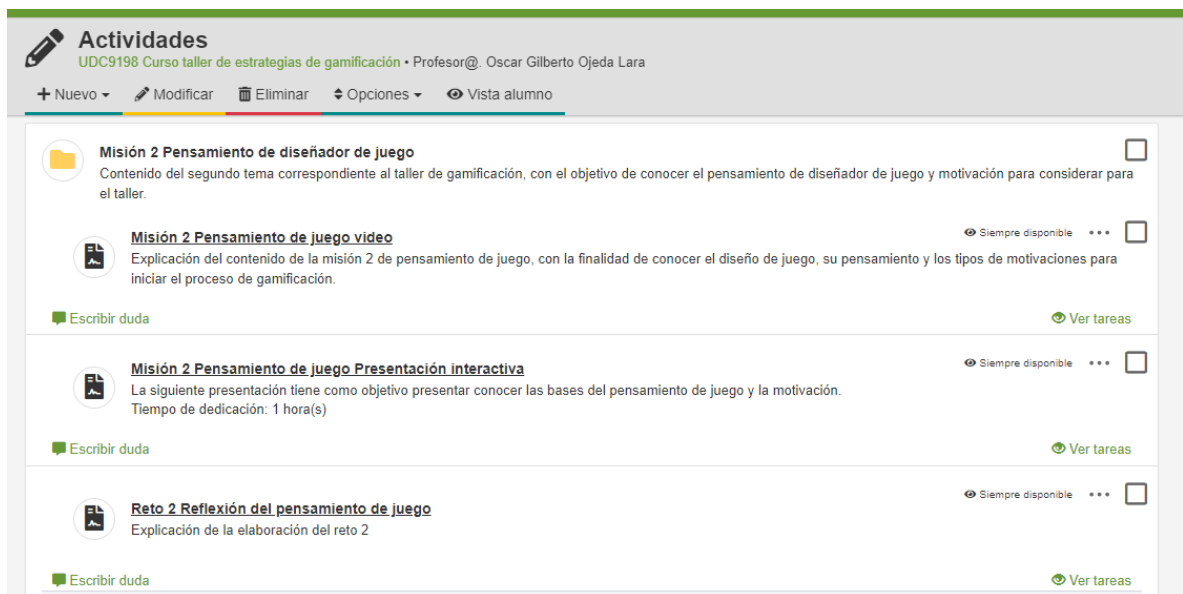 Actividades
UDC9198 Curso taller de estrategias de gamificación • Profesor@. Oscar Gilberto Ojeda Lara
Nuevo Modificar Eliminar Opciones Vista alumno
Misión 2 Pensamiento de diseñador de juego
Contenido del segundo tema correspondiente al taller de gamificación, con el objetivo de conocer el pensamiento de diseñador de juego y motivación para considerar para
el taller.
Misión 2 Pensamiento de juego video
Siempre disponible
Explicación del contenido de la misión 2 de pensamiento de juego, con la finalidad de conocer el diseño de juego, su pensamiento y los tipos de motivaciones para
iniciar el proceso de gamificación.
Escribir duda Ver tareas
Misión 2 Pensamiento de juego Presentación interactiva
Siempre disponible
La siguiente presentación tiene como objetivo presentar conocer las bases del pensamiento de juego y la motivación.
Tiempo de dedicación: 1 hora(s)
Escribir duda Ver tareas
Reto 2 Reflexión del pensamiento de juego
Siempre disponible
Explicación de la elaboración del reto 2
Escribir duda Ver tareas